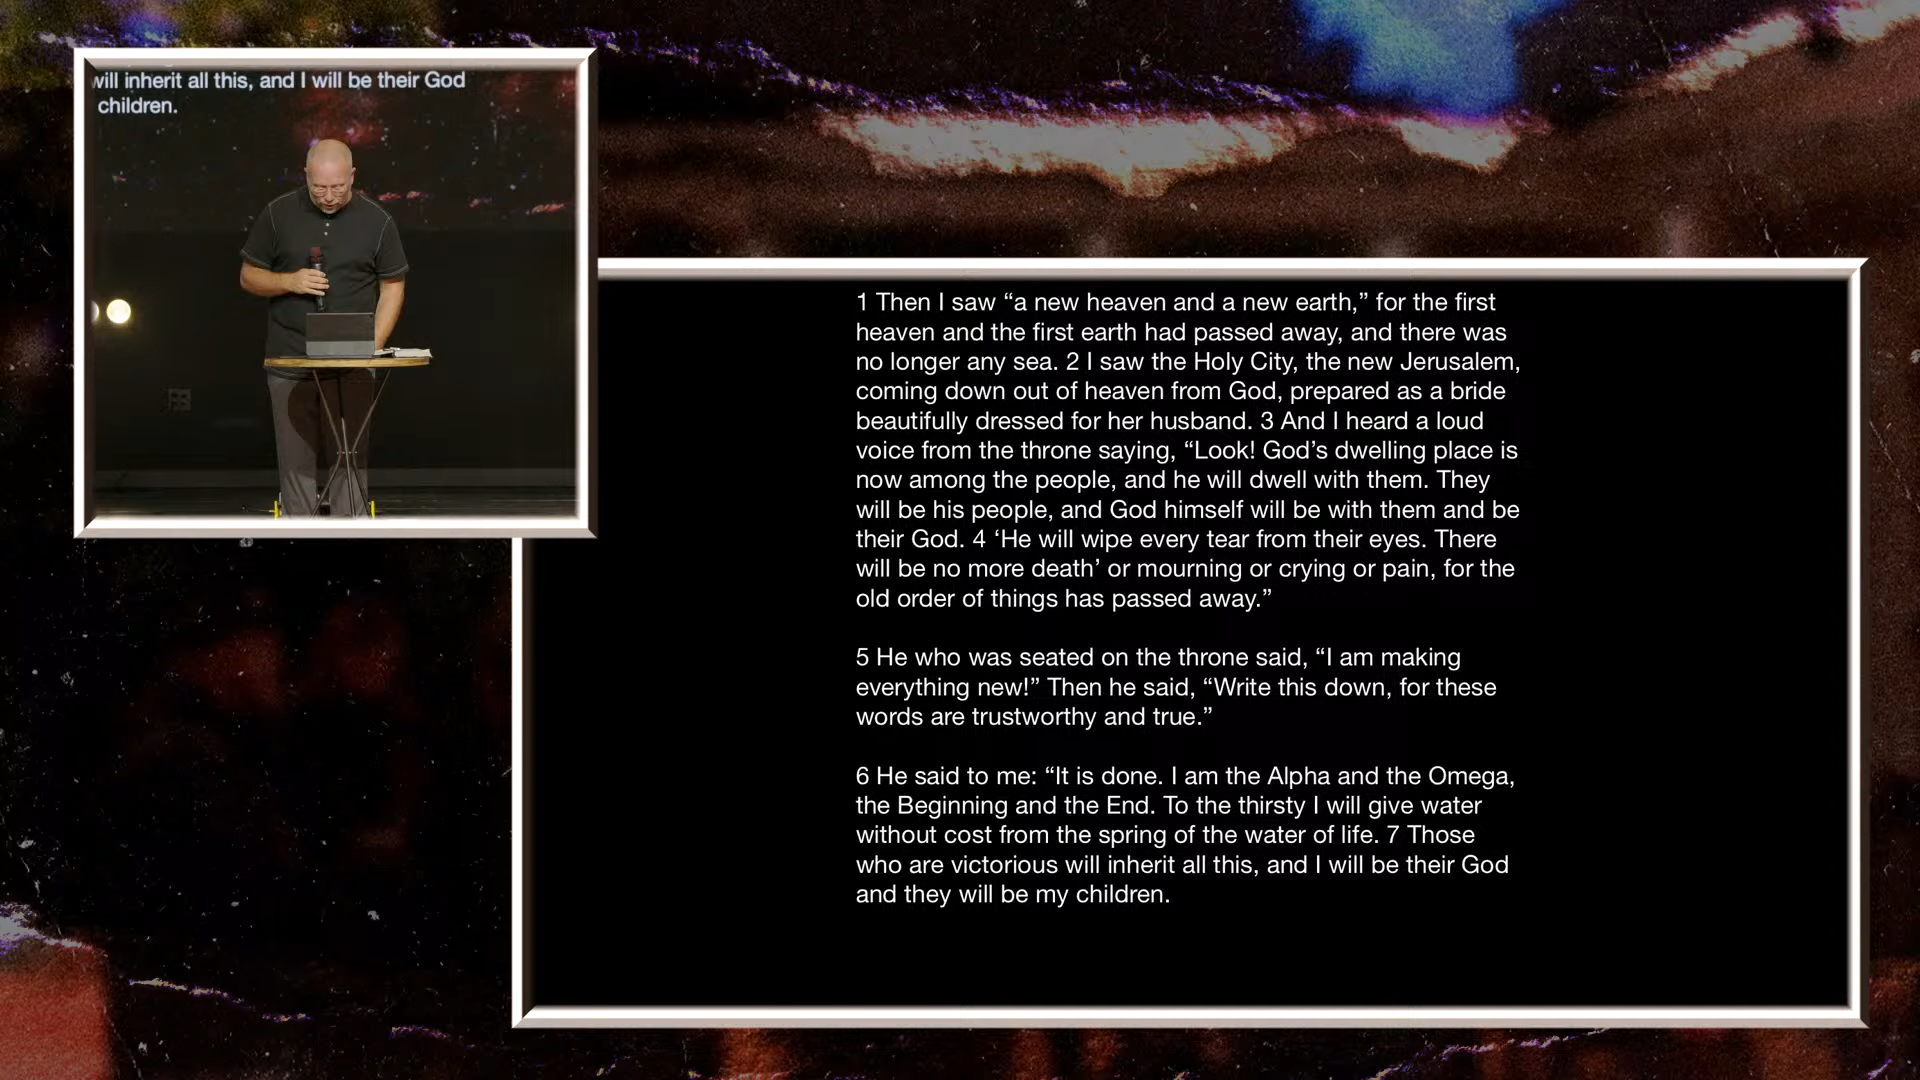 will inherit all this, and I will be their God
children.
1 Then I saw “a new heaven and a new earth,” for the first
heaven and the first earth had passed away, and there was
no longer any sea. 2 I saw the Holy City, the new Jerusalem,
coming down out of heaven from God, prepared as a bride
beautifully dressed for her husband. 3 And I heard a loud
voice from the throne saying, “Look! God’s dwelling place is
now among the people, and he will dwell with them. They
will be his people, and God himself will be with them and be
their God. 4 ‘He will wipe every tear from their eyes. There
will be no more death’ or mourning or crying or pain, for the
old order of things has passed away.”
5 He who was seated on the throne said, “I am making
everything new!” Then he said, “Write this down, for these
words are trustworthy and true.”
6 He said to me: “It is done. I am the Alpha and the Omega,
the Beginning and the End. To the thirsty I will give water
without cost from the spring of the water of life. 7 Those
who are victorious will inherit all this, and I will be their God
and they will be my children.